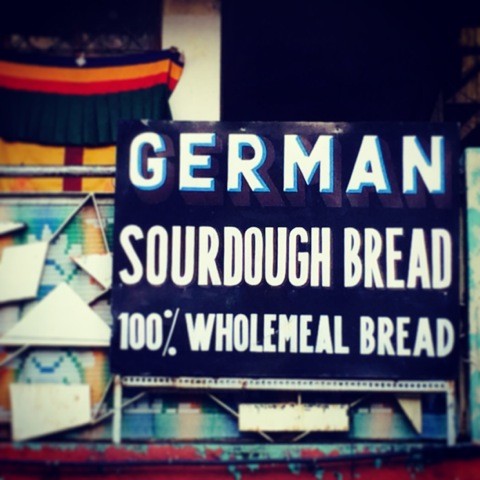 GERMAN
SOURDOUGH BREAD
100% WHOLEMEAL BREAD